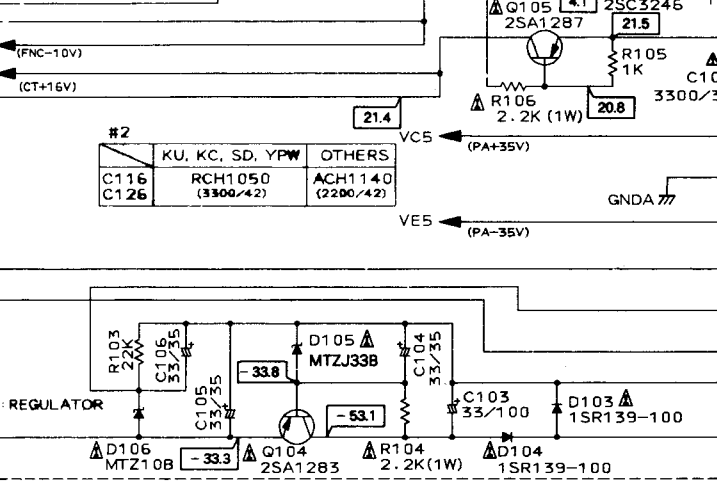 Q105
2SA1287
4.1
2SC3246
21.5
(FNC-10V)
(CT+16V)
R105
1K
R106
2.2K (1W)
20.8
3300/3
21.4
#2
VC5
(PA+35V)
KU, KC, SD, YPW OTHERS
C116
C126
RCH1050
(3300/42)
ACH1140
(2200/42)
GNDA
VE5
(PA-35V)
R103
22K
C106
33/35
C105
33/35
D105
MTZJ33B
C104
33/35
-33.8
-53.1
C103
33/100
D103
1SR139-100
: REGULATOR
D106
MTZ10B
-33.3
Q104
2SA1283
R104
2.2K(1W)
D104
1SR139-100